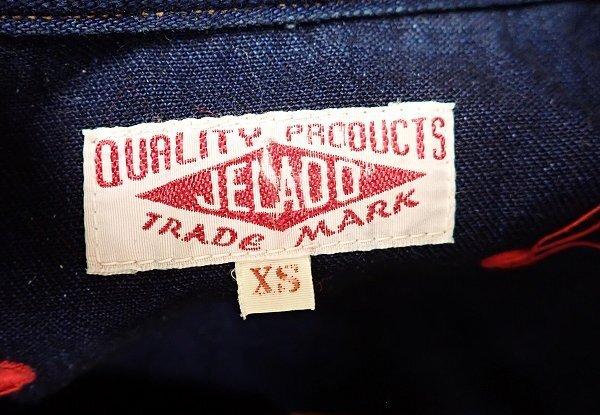 QUALITY PRODUCTS
JELADO
TRADE MARK
XS